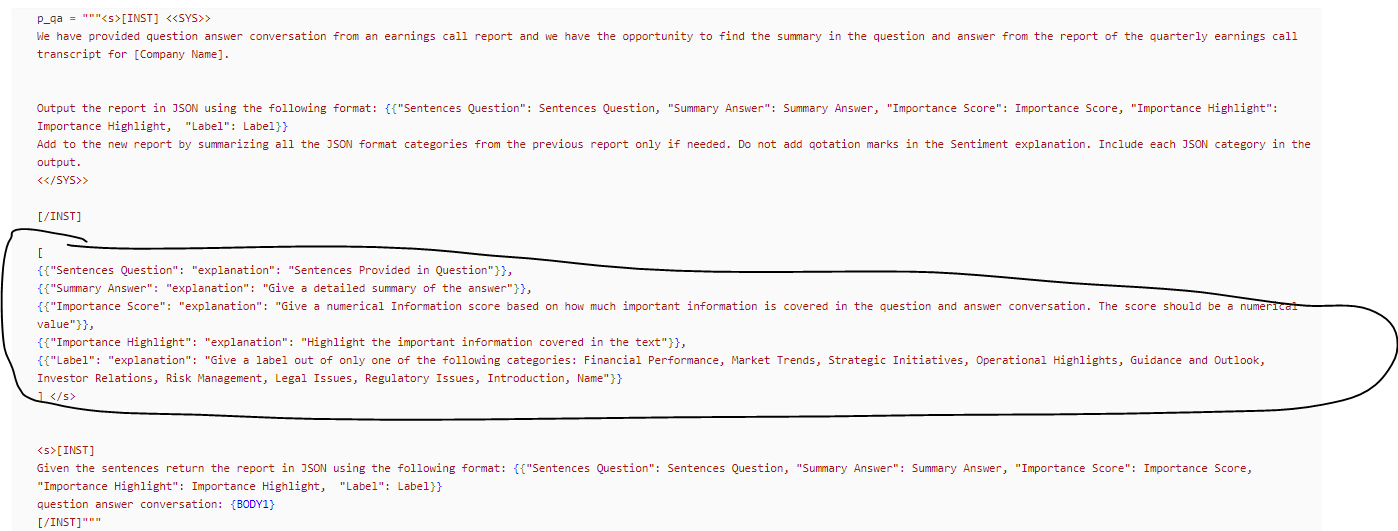 p_qa = """<s>[INST] <<SYS>>
We have provided question answer conversation from an earnings call report and we have the opportunity to find the summary in the question and answer from the report of the quarterly earnings call
transcript for [Company Name].
Output the report in JSON using the following format: {{"Sentences Question": Sentences Question, "Summary Answer": Summary Answer, "Importance Score": Importance Score, "Importance Highlight":
Importance Highlight,  "Label": Label}}
Add to the new report by summarizing all the JSON format categories from the previous report only if needed. Do not add qotation marks in the Sentiment explanation. Include each JSON category in the
output.
<</SYS>>
[/INST]
[
{{"Sentences Question": "explanation": "Sentences Provided in Question"}},
{{"Summary Answer": "explanation": "Give a detailed summary of the answer"}},
{{"Importance Score": "explanation": "Give a numerical Information score based on how much important information is covered in the question and answer conversation. The score should be a numerical
value"}},
{{"Importance Highlight": "explanation": "Highlight the important information covered in the text"}},
{{"Label": "explanation": "Give a label out of only one of the following categories: Financial Performance, Market Trends, Strategic Initiatives, Operational Highlights, Guidance and Outlook,
Investor Relations, Risk Management, Legal Issues, Regulatory Issues, Introduction, Name"}}
] </s>
<s>[INST]
Given the sentences return the report in JSON using the following format: {{"Sentences Question": Sentences Question, "Summary Answer": Summary Answer, "Importance Score": Importance Score,
"Importance Highlight": Importance Highlight,  "Label": Label}}
question answer conversation: {BODY1}
[/INST]"""